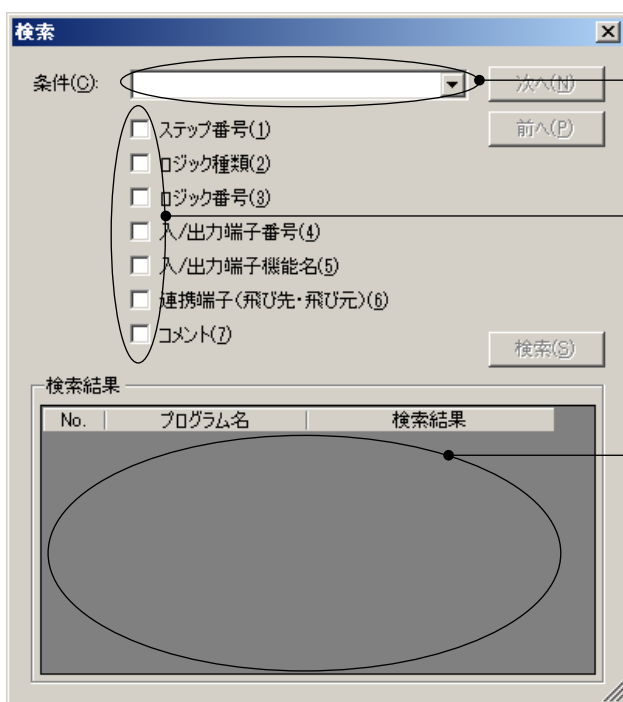 検索
条件(C):
次へ(N)
前へ(P)
ステップ番号(1)
ロジック種類(2)
ロジック番号(3)
入/出力端子番号(4)
入/出力端子機能名(5)
連携端子(飛び先・飛び元)(6)
コメント(7)
検索(S)
検索結果
No. プログラム名 検索結果